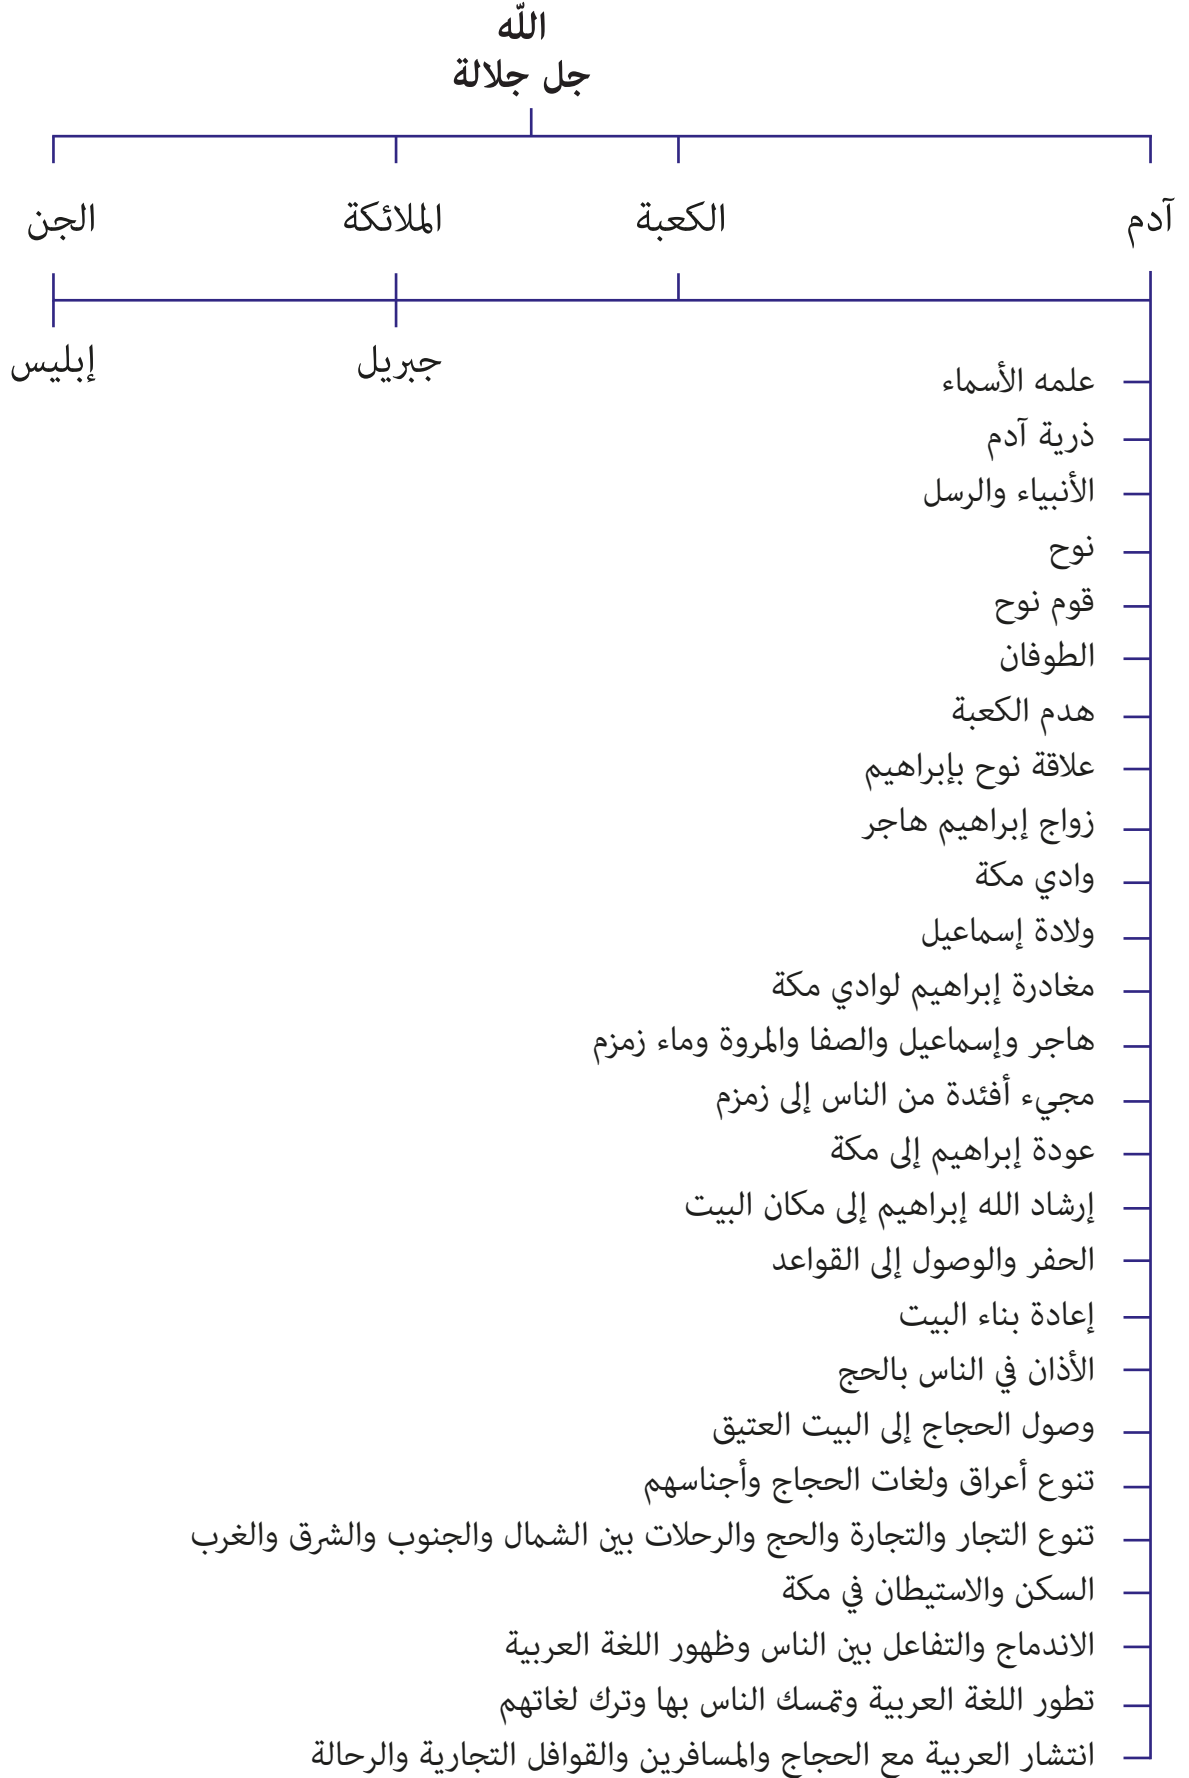 الله
جل جلالة
آدم
الكعبة
الملائكة
الجن
جبريل
إبليس
علمه الأسماء
ذرية آدم
الأنبياء والرسل
نوح
قوم نوح
الطوفان
هدم الكعبة
علاقة نوح بإبراهيم
زواج إبراهيم هاجر
وادي مكة
ولادة إسماعيل
مغادرة إبراهيم لوادي مكة
هاجر وإسماعيل والصفا والمروة وماء زمزم
مجيء أفئدة من الناس إلى زمزم
عودة إبراهيم إلى مكة
إرشاد الله إبراهيم إلى مكان البيت
الحفر والوصول إلى القواعد
إعادة بناء البيت
الأذان في الناس بالحج
وصول الحجاج إلى البيت العتيق
تنوع أعراق ولغات الحجاج وأجناسهم
تنوع التجار والتجارة والحج والرحلات بين الشمال والجنوب والشرق والغرب
السكن والاستيطان في مكة
الاندماج والتفاعل بين الناس وظهور اللغة العربية
تطور اللغة العربية وتمسك الناس بها وترك لغاتهم
انتشار العربية مع الحجاج والمسافرين والقوافل التجارية والرحالة